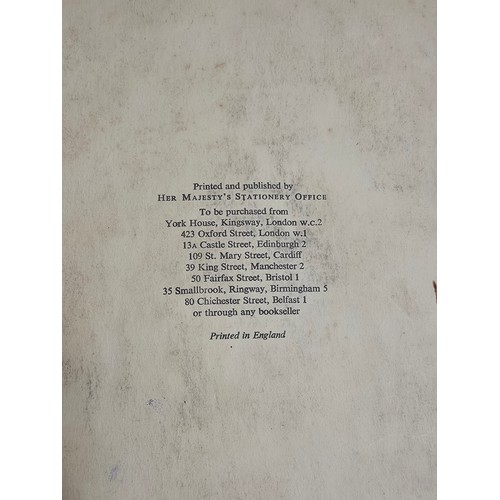 Printed and published by
HER MAJESTY'S STATIONERY OFFICE
To be purchased from
York House, Kingsway, London W.C.2
423 Oxford Street, London W.1
13A Castle Street, Edinburgh 2
109 St. Mary Street, Cardiff
39 King Street, Manchester 2
50 Fairfax Street, Bristol 1
35 Smallbrook, Ringway, Birmingham 5
80 Chichester Street, Belfast 1
or through any bookseller
Printed in England